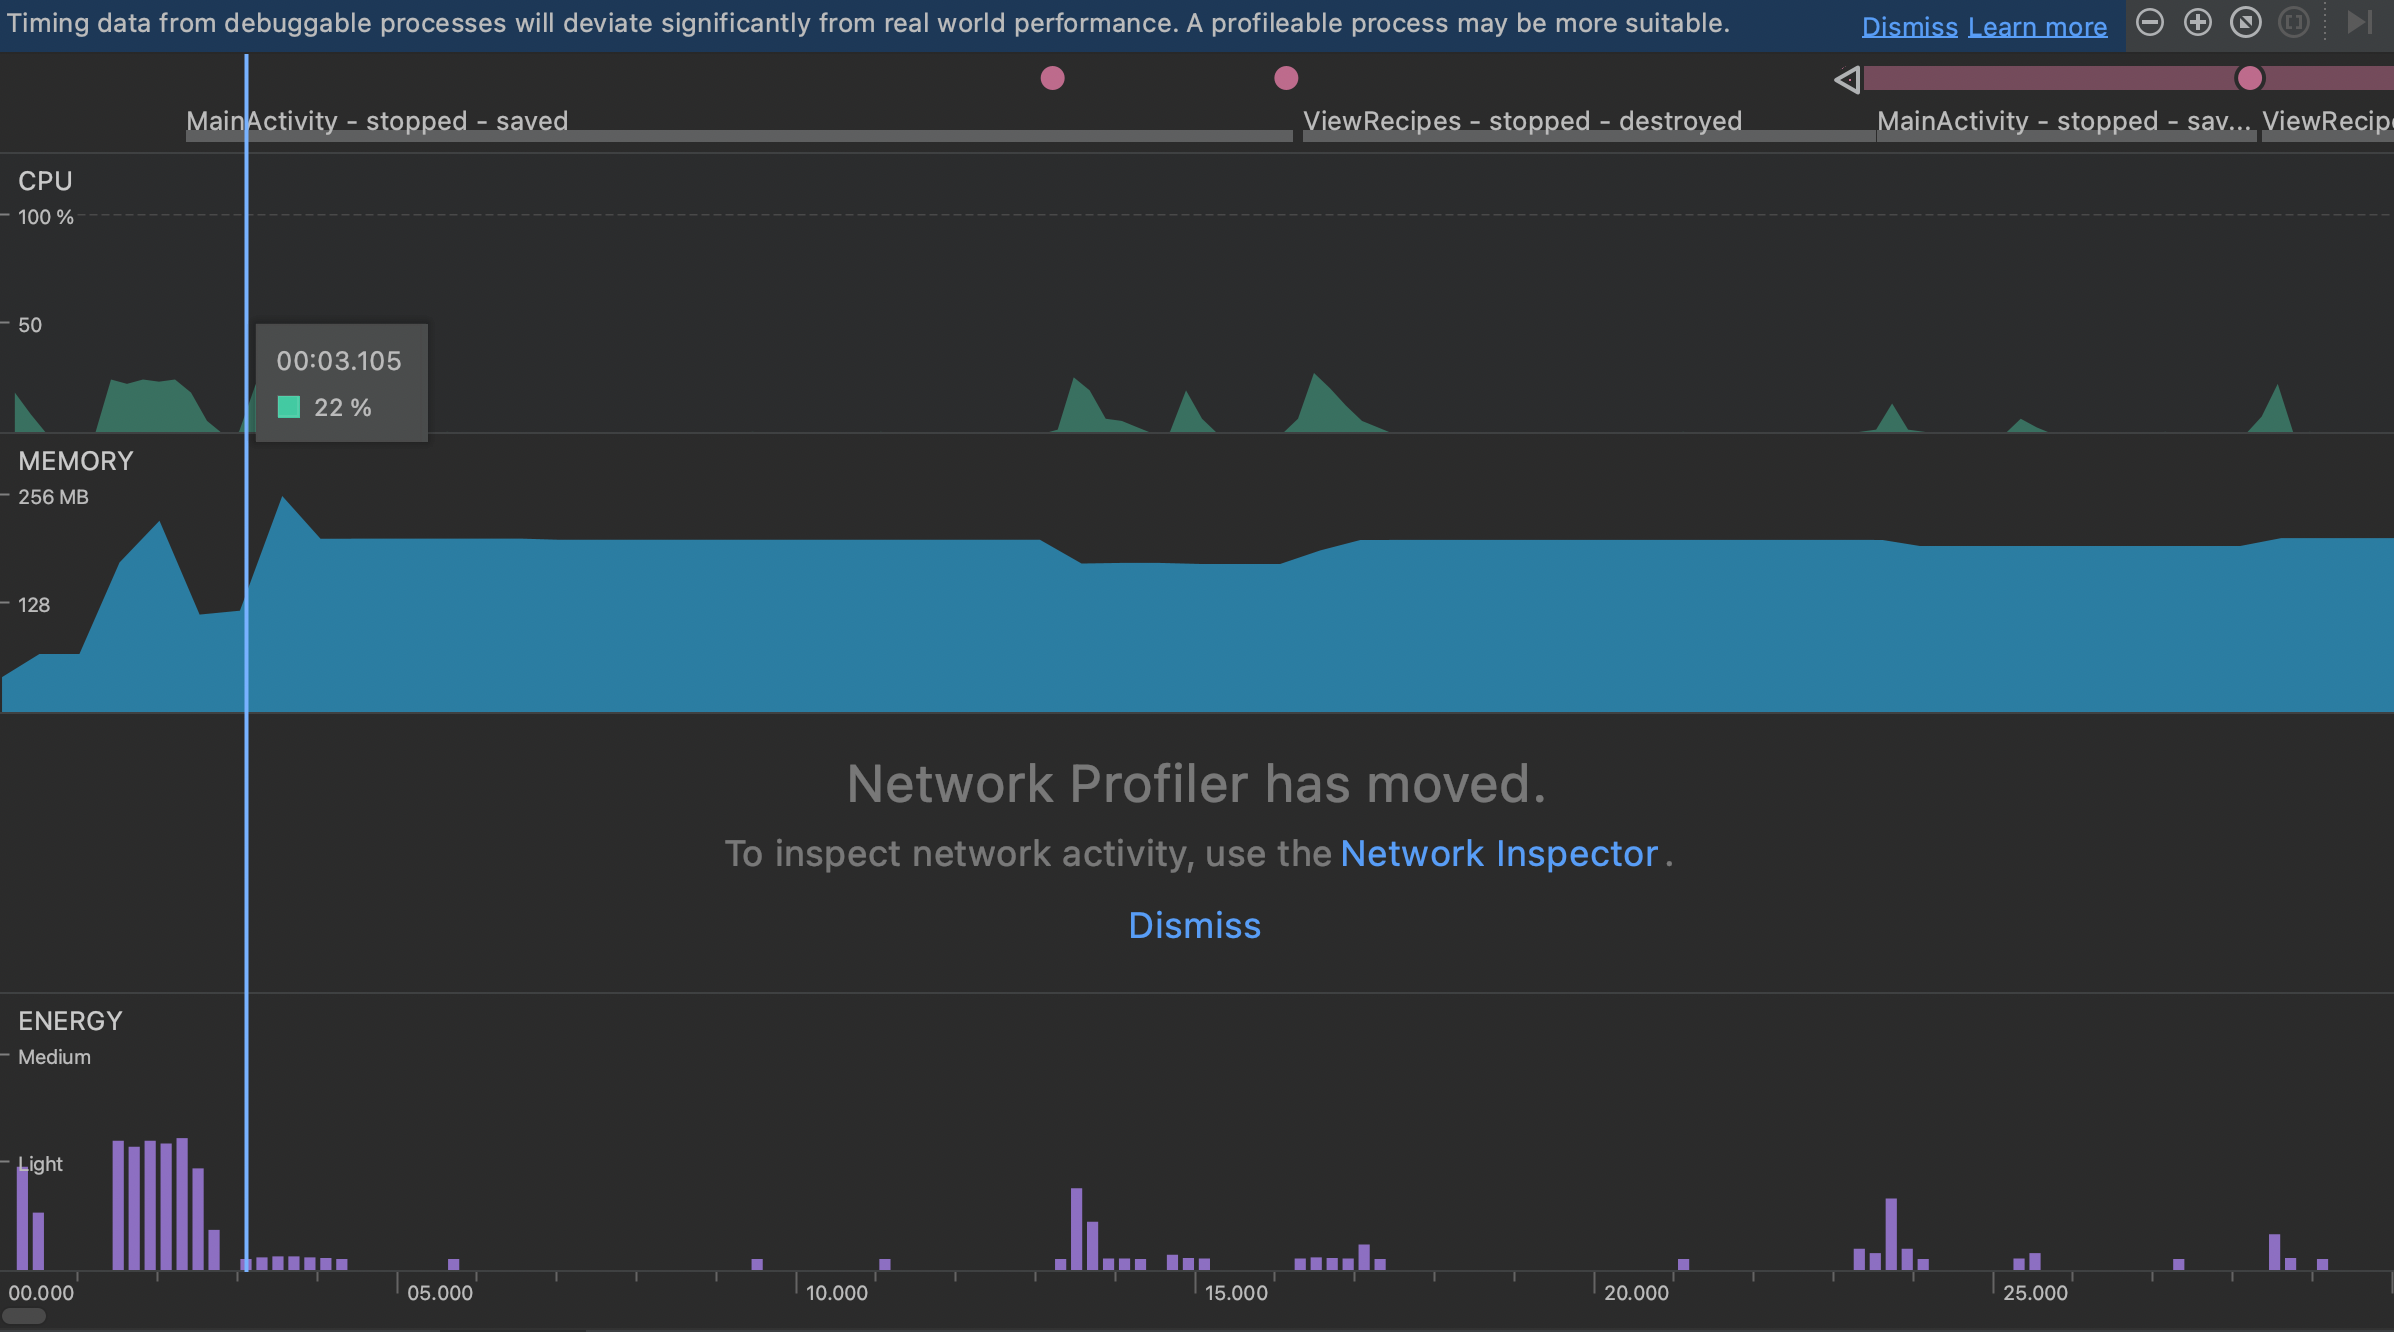 Timing data from debuggable processes will deviate significantly from real world performance. A profileable process may be more suitable. Dismiss Learn more
MainActivity - stopped - saved ViewRecipes - stopped - destroyed MainActivity - stopped - sav... ViewRecip
CPU
100 %
50
00:03.105
22 %
MEMORY
256 MB
128
Network Profiler has moved.
To inspect network activity, use the Network Inspector.
Dismiss
ENERGY
Medium
Light
00.000 05.000 10.000 15.000 20.000 25.000